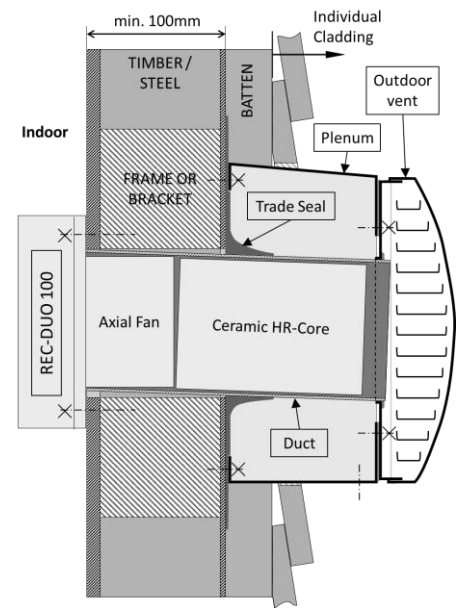 min. 100mm
Individual
Cladding
TIMBER /
STEEL
BATTEN
Outdoor
vent
Indoor
Plenum
FRAME OR
BRACKET
Trade Seal
REC-DUO 100
Axial Fan
Ceramic HR-Core
Duct